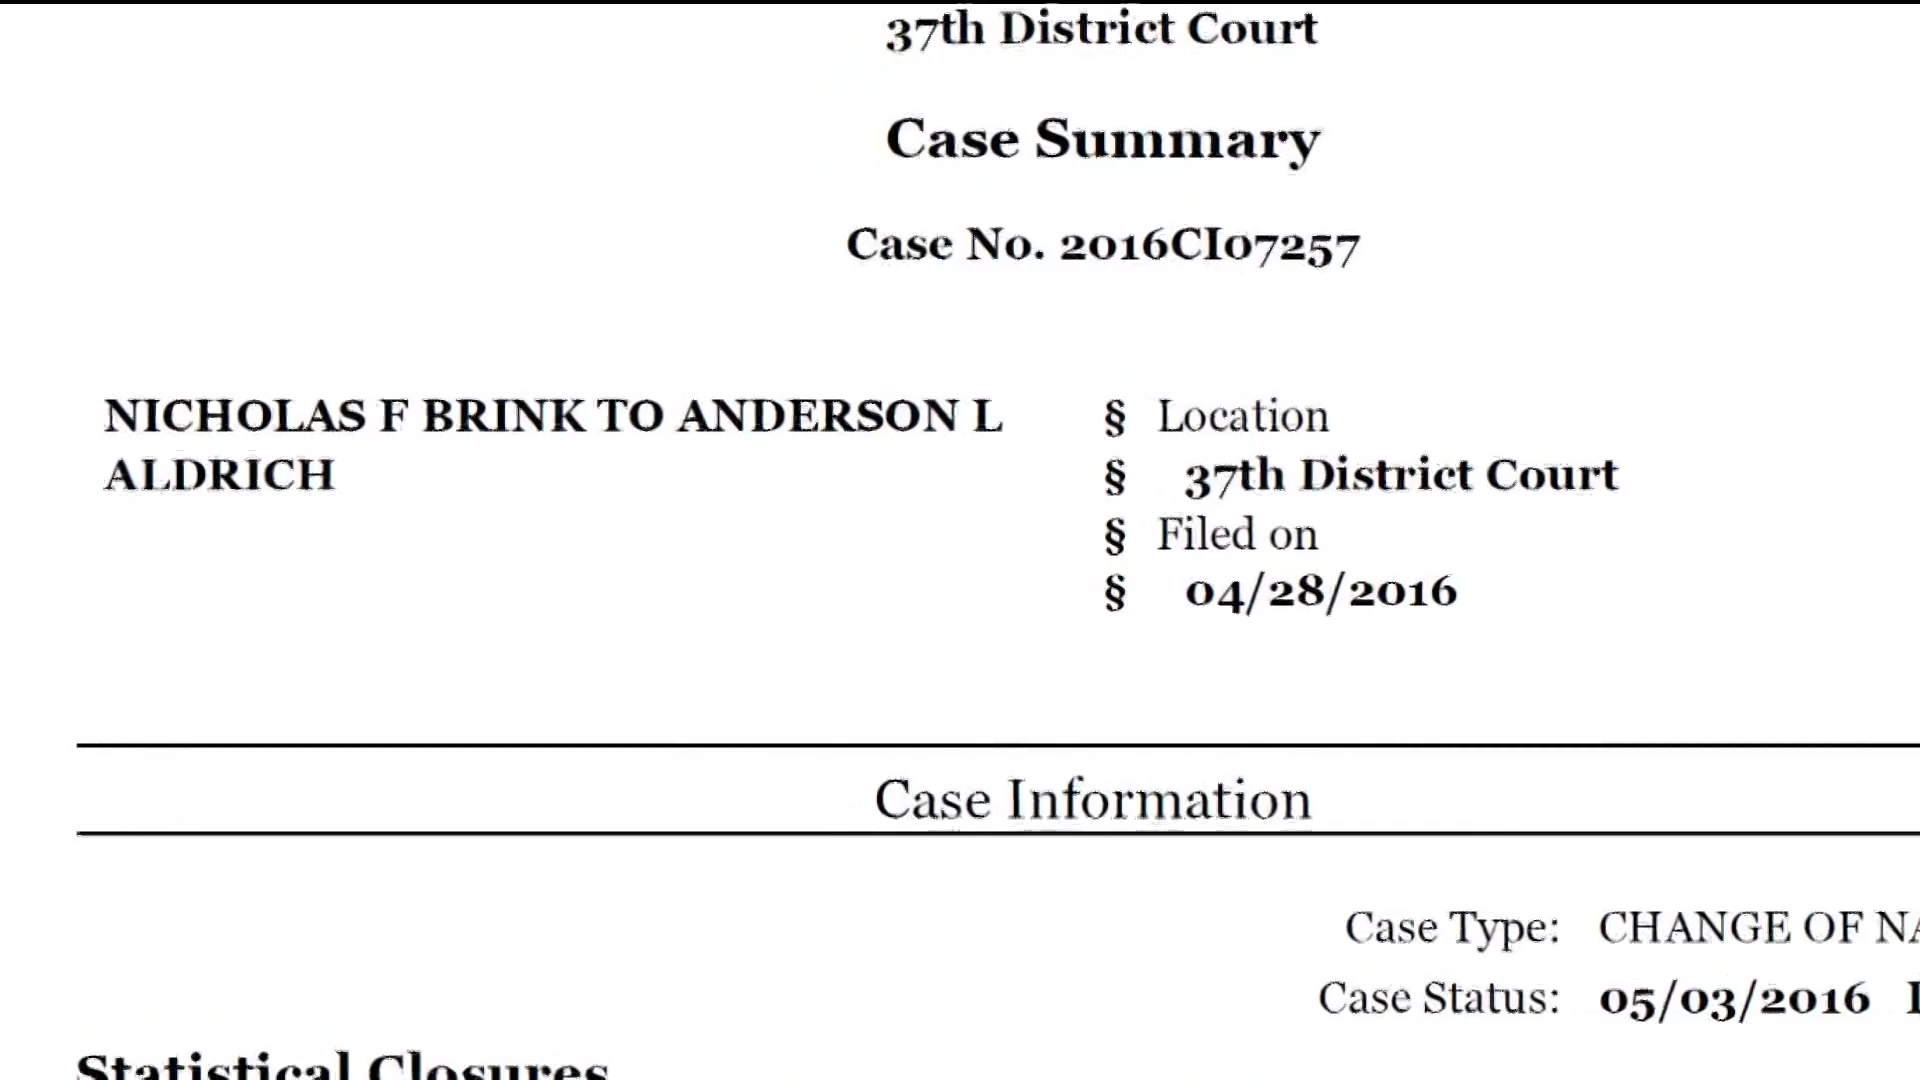 37th District Court
Case Summary
Case No. 2016CI07257
NICHOLAS F BRINK TO ANDERSON L § Location
ALDRICH § 37th District Court
§ Filed on
§ 04/28/2016
Case Information
Case Type: CHANGE OF NA
Case Status: 05/03/2016
Statistical Closures